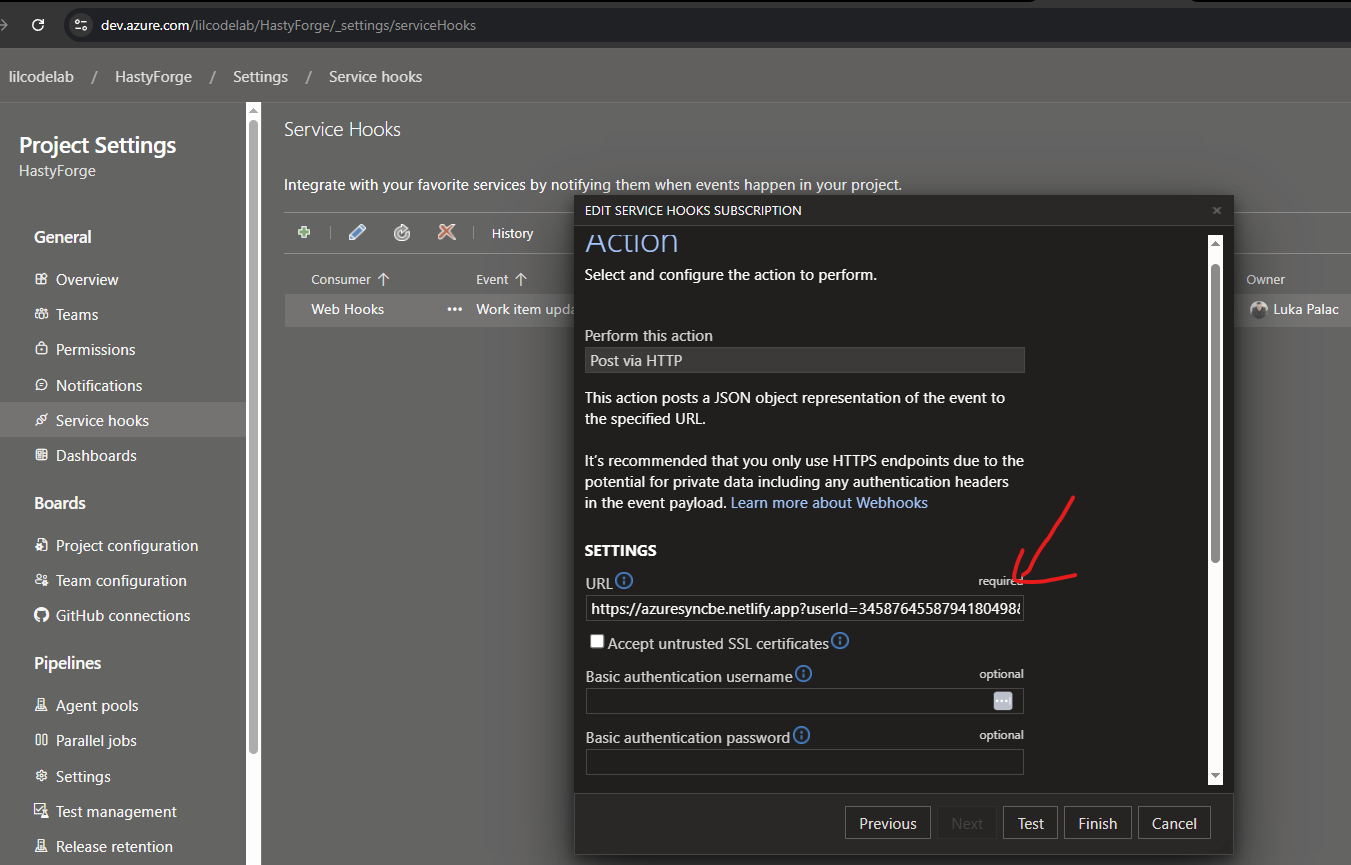 dev.azure.com/lilcodelab/HastyForge/_settings/serviceHooks
lilcodelab / HastyForge / Settings / Service hooks
Project Settings
HastyForge
General
Overview
Teams
Permissions
Notifications
Service hooks
Dashboards
Boards
Project configuration
Team configuration
GitHub connections
Pipelines
Agent pools
Parallel jobs
Settings
Test management
Release retention
Service Hooks
Integrate with your favorite services by notifying them when events happen in your project.
History
Consumer Event Owner
Web Hooks ... Work item upda Luka Palac
EDIT SERVICE HOOKS SUBSCRIPTION
Action
Select and configure the action to perform.
Perform this action
Post via HTTP
This action posts a JSON object representation of the event to
the specified URL.
It's recommended that you only use HTTPS endpoints due to the
potential for private data including any authentication headers
in the event payload. Learn more about Webhooks
SETTINGS
URL required
https://azuresyncbe.netlify.app?userId=3458764558794180498&
Accept untrusted SSL certificates
Basic authentication username optional
Basic authentication password optional
Previous Next Test Finish Cancel